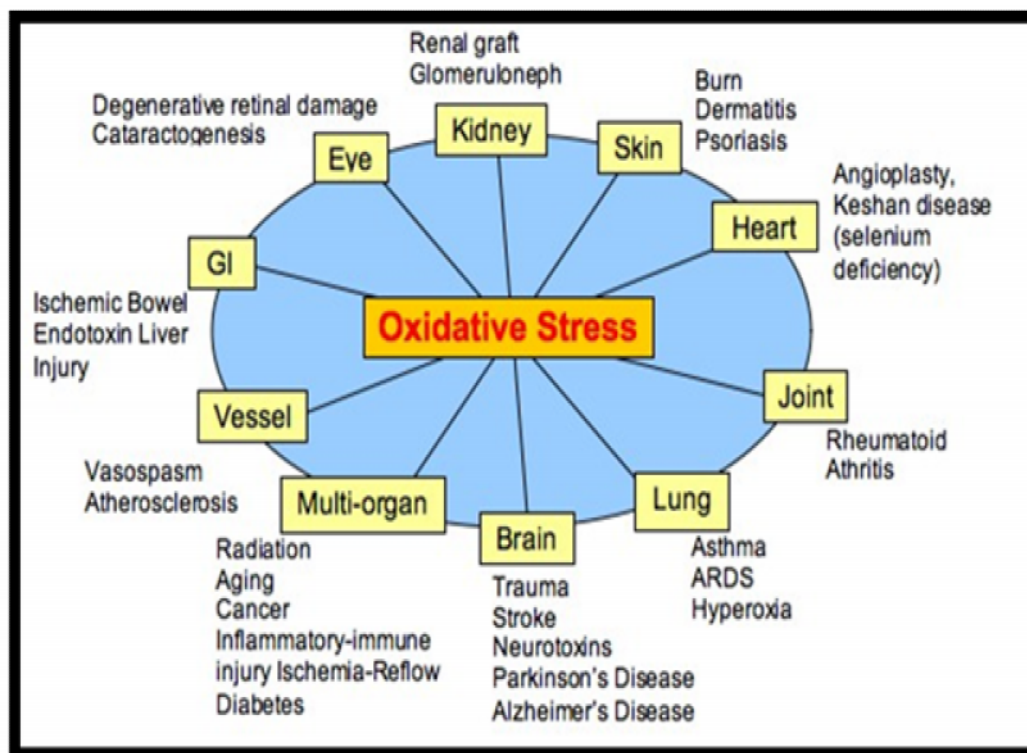 Renal graft
Glomeruloneph
Kidney
Burn
Dermatitis
Psoriasis
Skin
Degenerative retinal damage
Cataractogenesis
Eye
Angioplasty,
Keshan disease
(selenium
deficiency)
Heart
GI
Ischemic Bowel
Endotoxin Liver
Injury
Oxidative Stress
Joint
Rheumatoid
Athritis
Vessel
Vasospasm
Atherosclerosis
Multi-organ
Radiation
Aging
Cancer
Inflammatory-immune
injury Ischemia-Reflow
Diabetes
Brain
Trauma
Stroke
Neurotoxins
Parkinson's Disease
Alzheimer's Disease
Lung
Asthma
ARDS
Hyperoxia